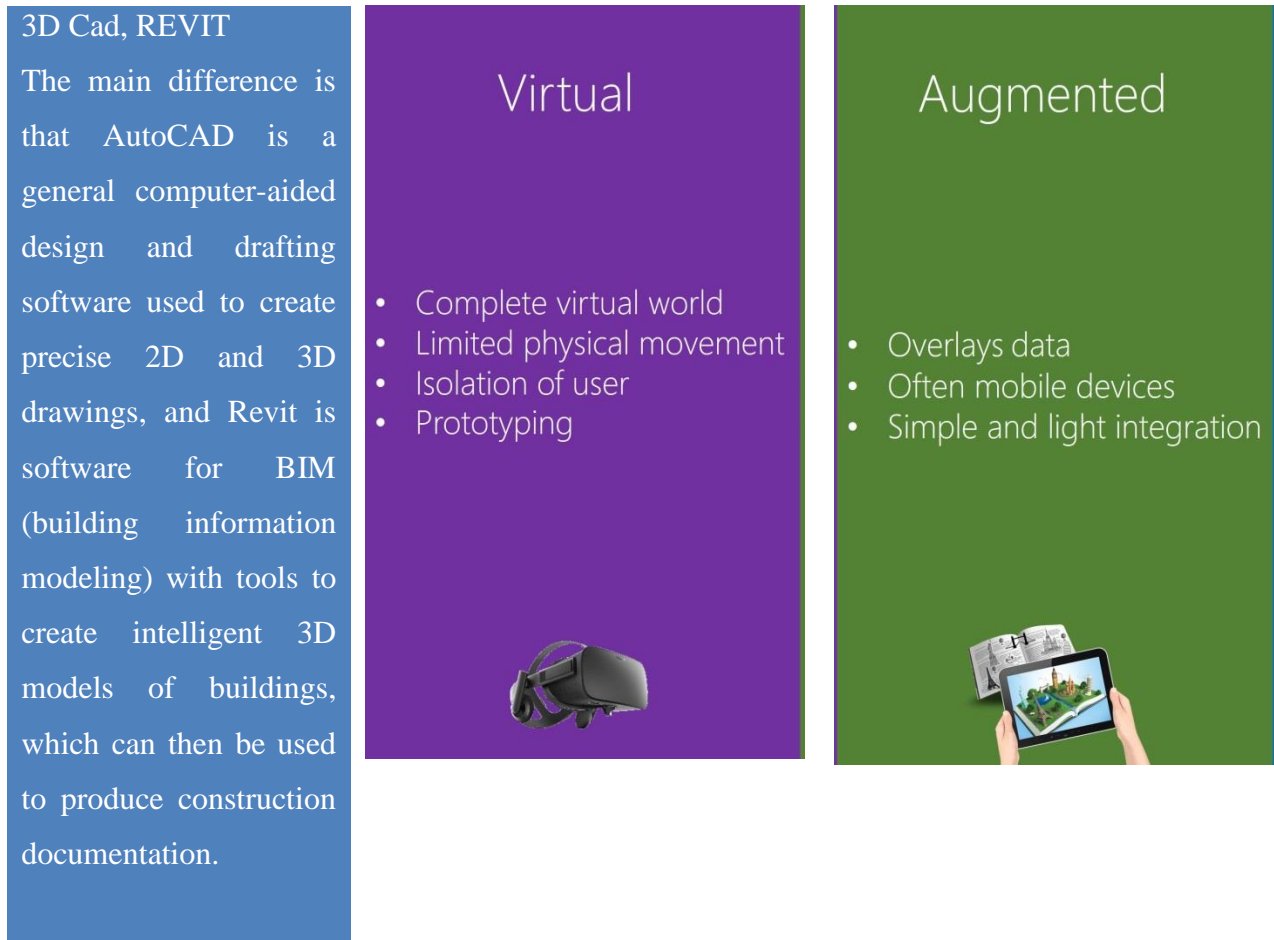 3D Cad, REVIT
The main difference is
that AutoCAD is a
general computer-aided
design and drafting
software used to create
precise 2D and 3D
drawings, and Revit is
software for BIM
(building information
modeling) with tools to
create intelligent 3D
models of buildings,
which can then be used
to produce construction
documentation.
Virtual
• Complete virtual world
• Limited physical movement
• Isolation of user
• Prototyping
Augmented
• Overlays data
• Often mobile devices
• Simple and light integration